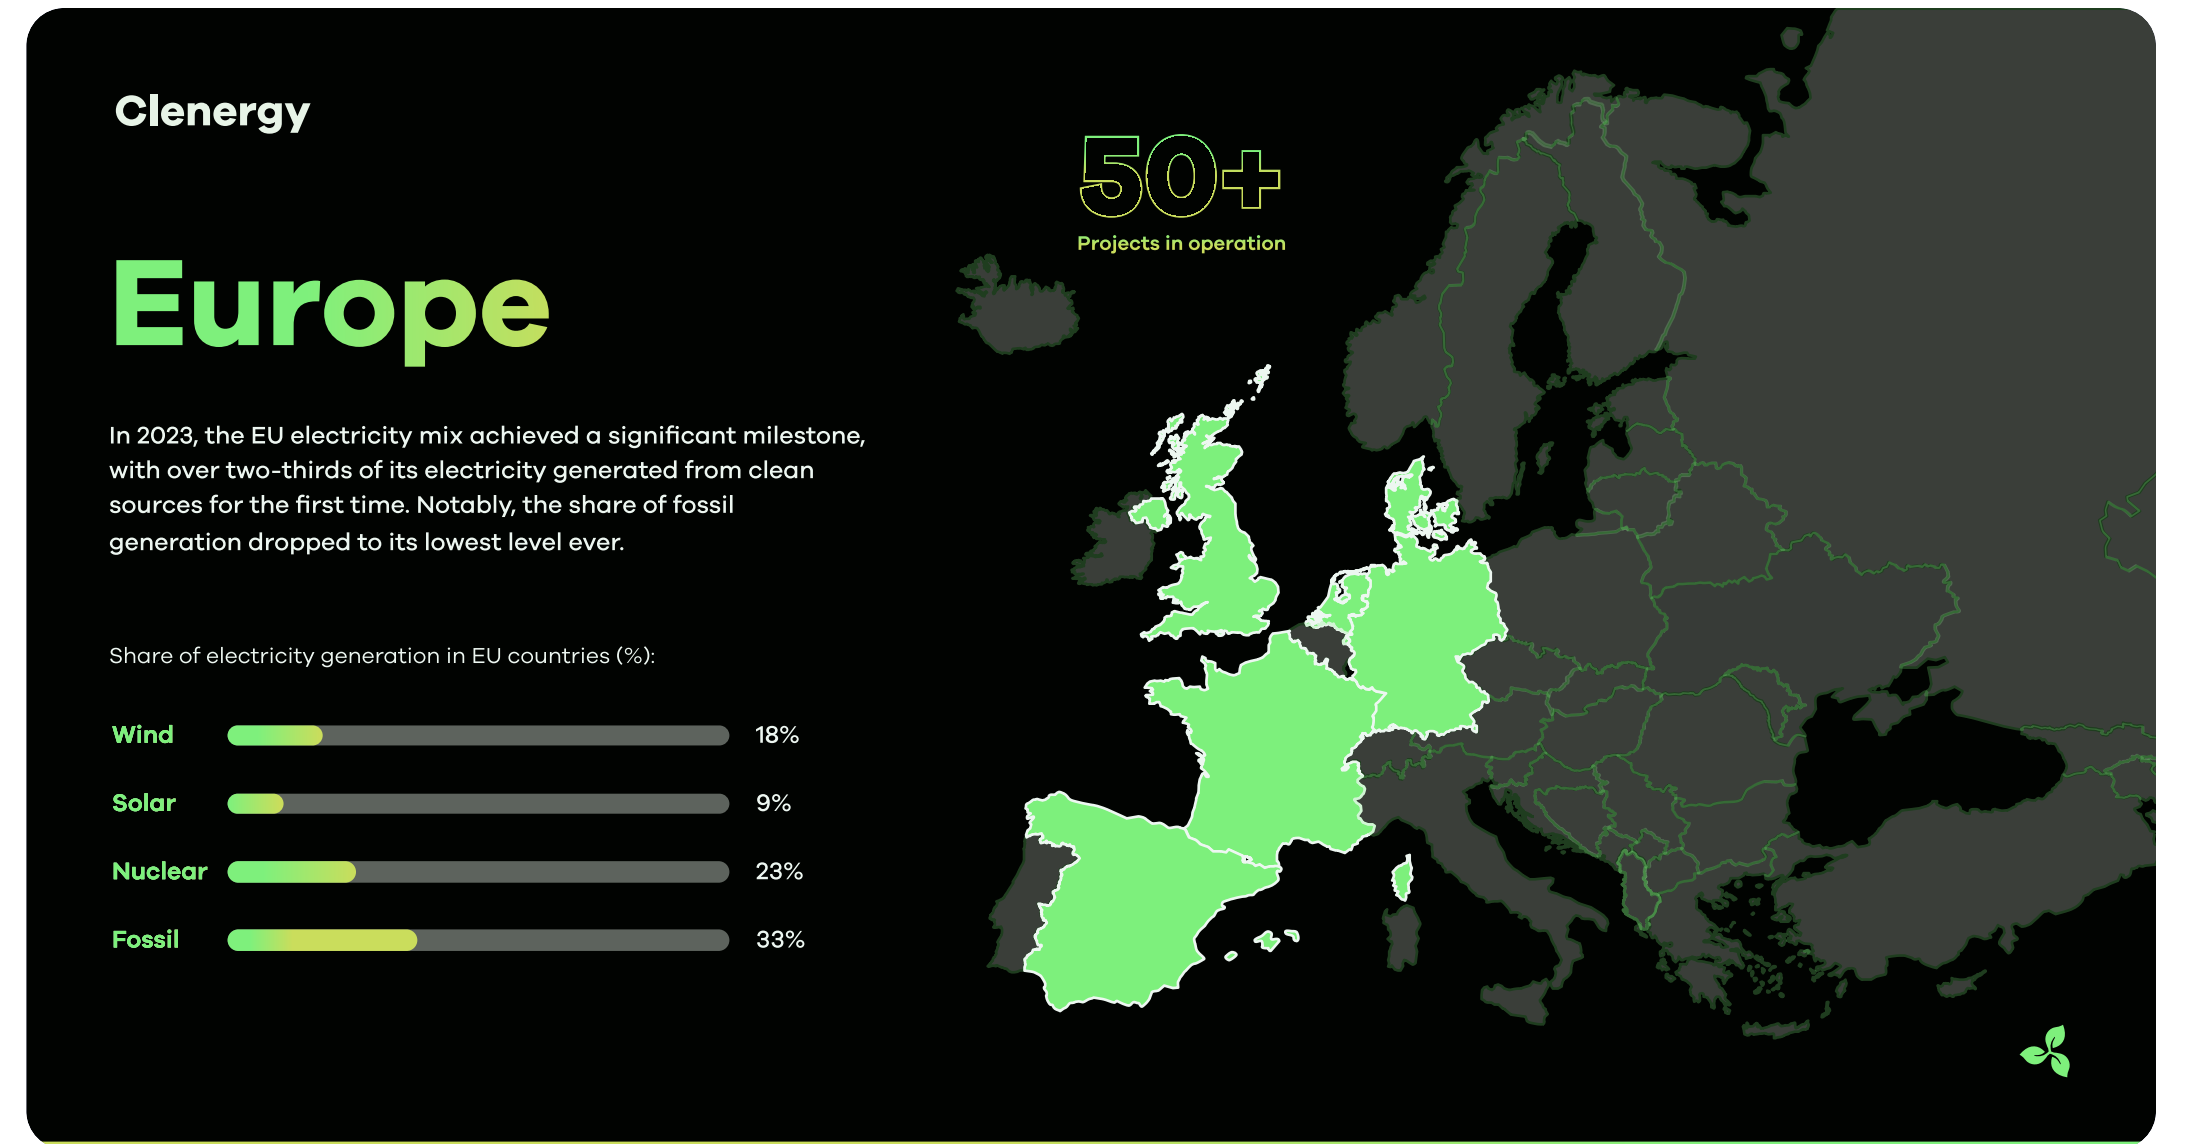 Clenergy
50+
Projects in operation
Europe
In 2023, the EU electricity mix achieved a significant milestone,
with over two-thirds of its electricity generated from clean
sources for the first time. Notably, the share of fossil
generation dropped to its lowest level ever.
Share of electricity generation in EU countries (%):
Wind 18%
Solar 9%
Nuclear 23%
Fossil 33%